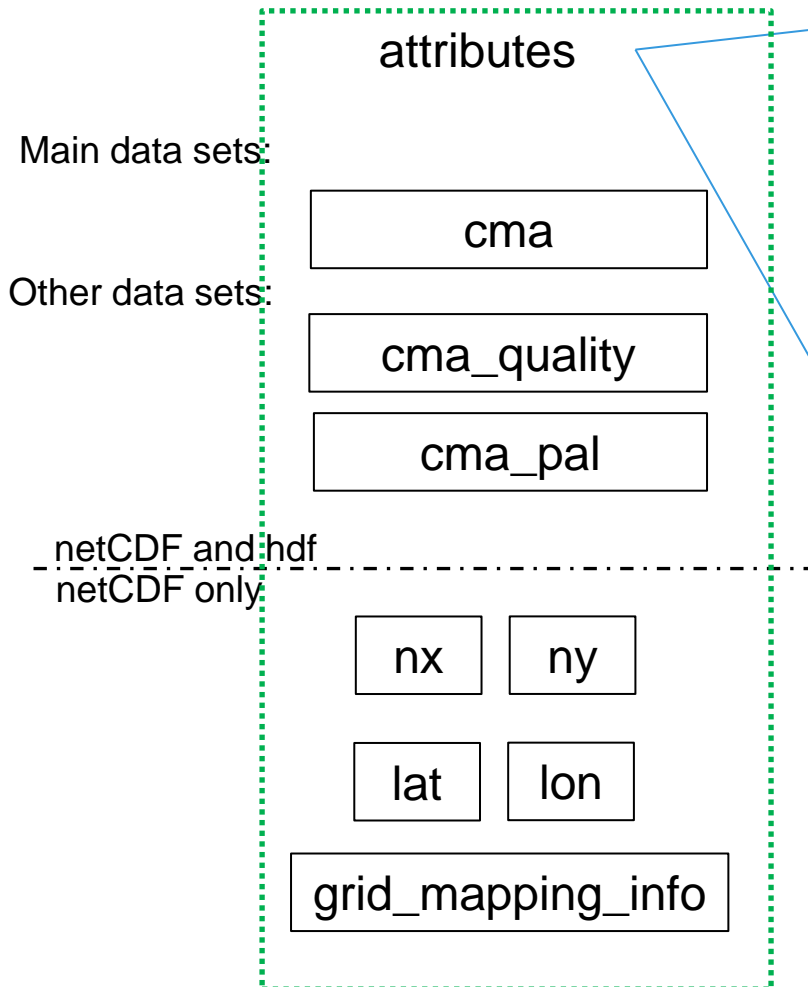 attributes
Main data sets:
cma
Other data sets:
cma_quality
cma_pal
netCDF and hdf
netCDF only
nx ny
lat lon
grid_mapping_info